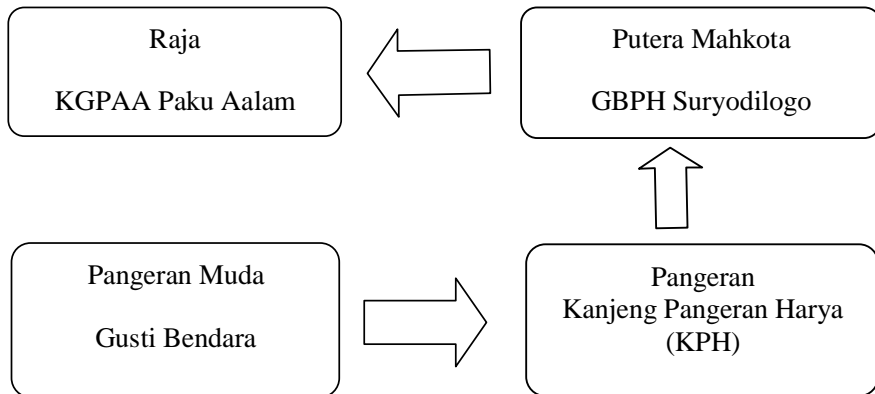 Raja
KGPAA Paku Aalam
Putera Mahkota
GBPH Suryodilogo
Pangeran Muda
Gusti Bendara
Pangeran
Kanjeng Pangeran Harya
(KPH)